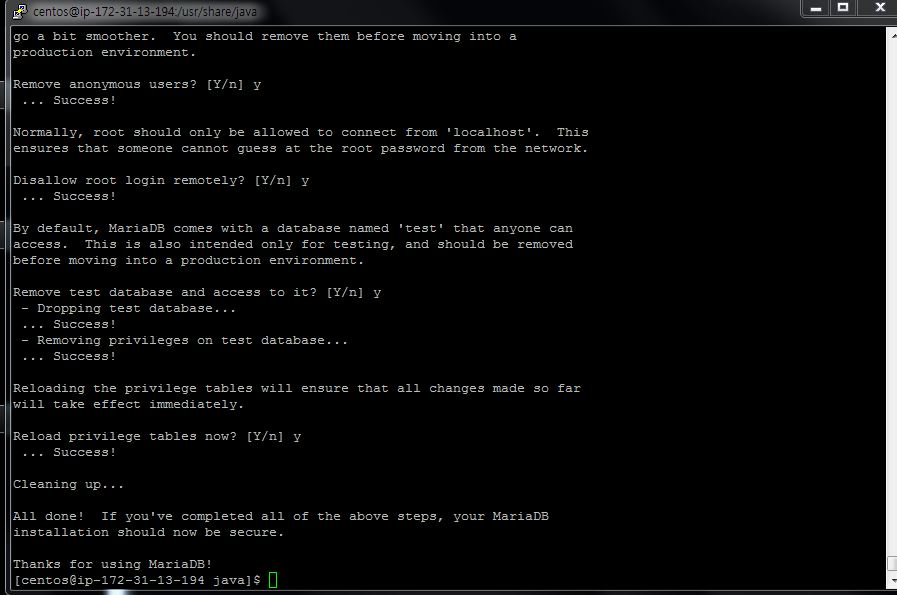 centos@ip-172-31-13-194:/usr/share/java
go a bit smoother.  You should remove them before moving into a
production environment.
Remove anonymous users? [Y/n] y
 ... Success!
Normally, root should only be allowed to connect from 'localhost'.  This
ensures that someone cannot guess at the root password from the network.
Disallow root login remotely? [Y/n] y
 ... Success!
By default, MariaDB comes with a database named 'test' that anyone can
access.  This is also intended only for testing, and should be removed
before moving into a production environment.
Remove test database and access to it? [Y/n] y
 - Dropping test database...
 ... Success!
 - Removing privileges on test database...
 ... Success!
Reloading the privilege tables will ensure that all changes made so far
will take effect immediately.
Reload privilege tables now? [Y/n] y
 ... Success!
Cleaning up...
All done!  If you've completed all of the above steps, your MariaDB
installation should now be secure.
Thanks for using MariaDB!
[centos@ip-172-31-13-194 java]$